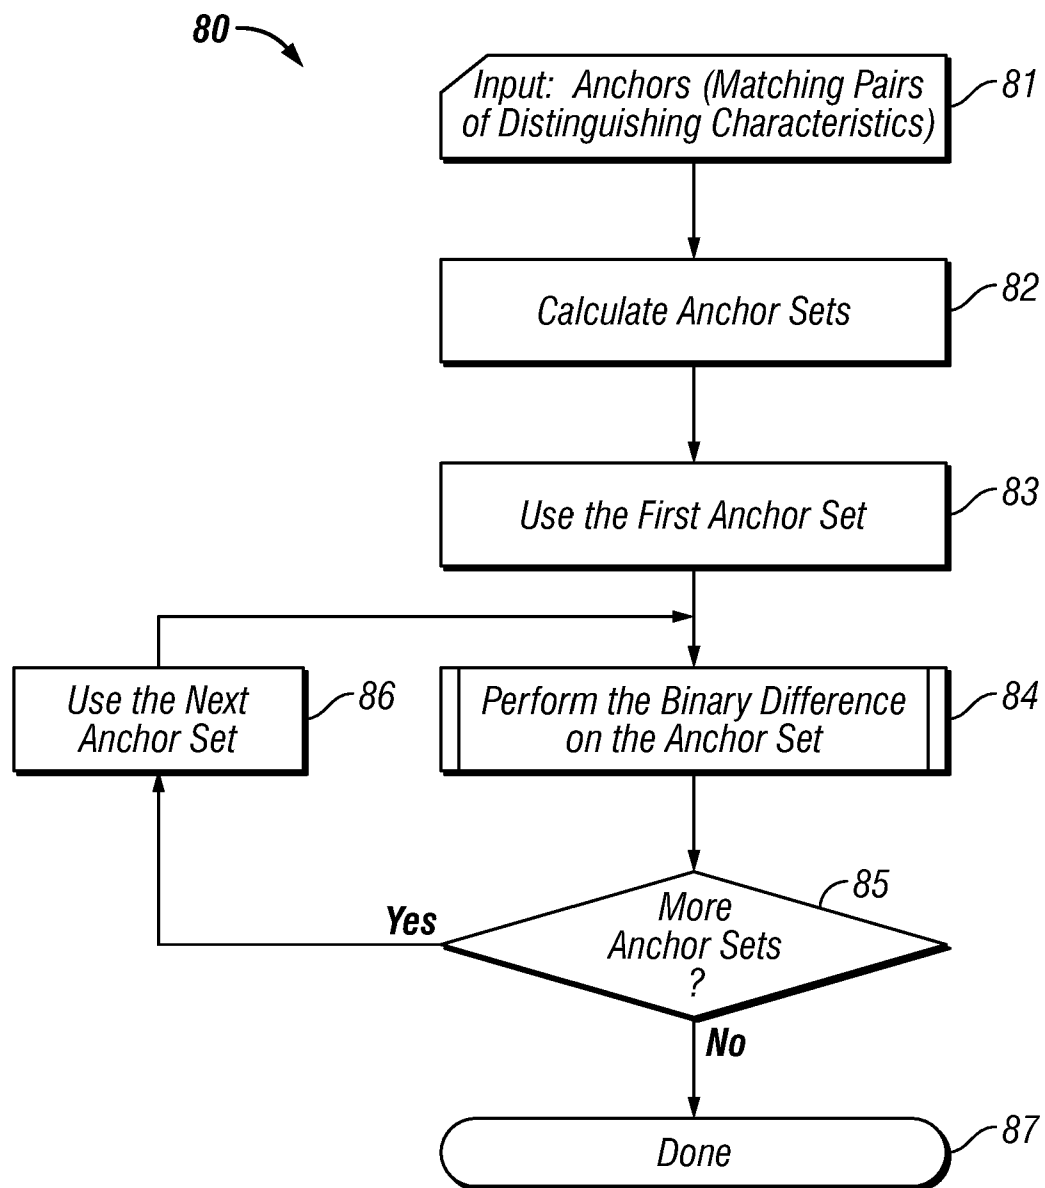 80
Input: Anchors (Matching Pairs
of Distinguishing Characteristics)
81
Calculate Anchor Sets
82
Use the First Anchor Set
83
Use the Next
Anchor Set
86
Perform the Binary Difference
on the Anchor Set
84
More
Anchor Sets
?
85
Yes
No
Done
87